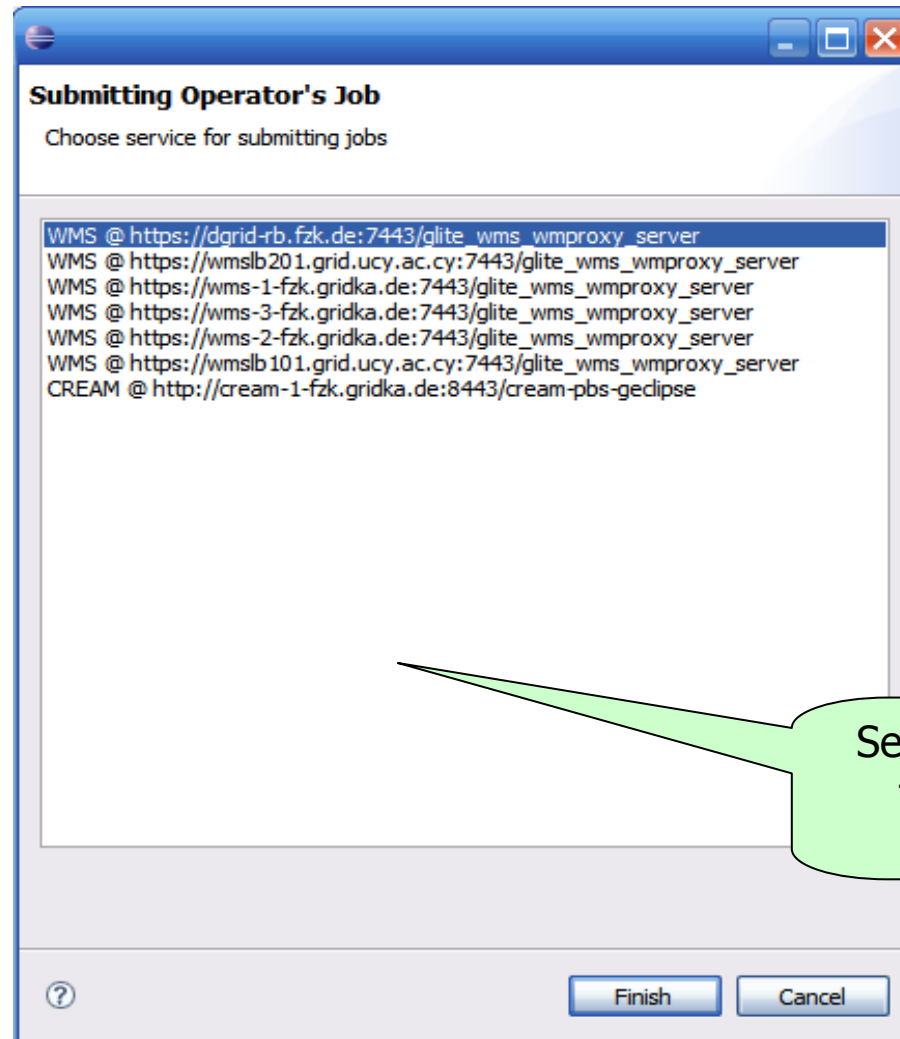 Submitting Operator's Job
Choose service for submitting jobs
WMS @ https://dgrid-rb.fzk.de:7443/glite_wms_wmproxy_server
WMS @ https://wmslb201.grid.ucy.ac.cy:7443/glite_wms_wmproxy_server
WMS @ https://wms-1-fzk.gridka.de:7443/glite_wms_wmproxy_server
WMS @ https://wms-3-fzk.gridka.de:7443/glite_wms_wmproxy_server
WMS @ https://wms-2-fzk.gridka.de:7443/glite_wms_wmproxy_server
WMS @ https://wmslb101.grid.ucy.ac.cy:7443/glite_wms_wmproxy_server
CREAM @ http://cream-1-fzk.gridka.de:8443/cream-pbs-geclipse
Se
Finish Cancel